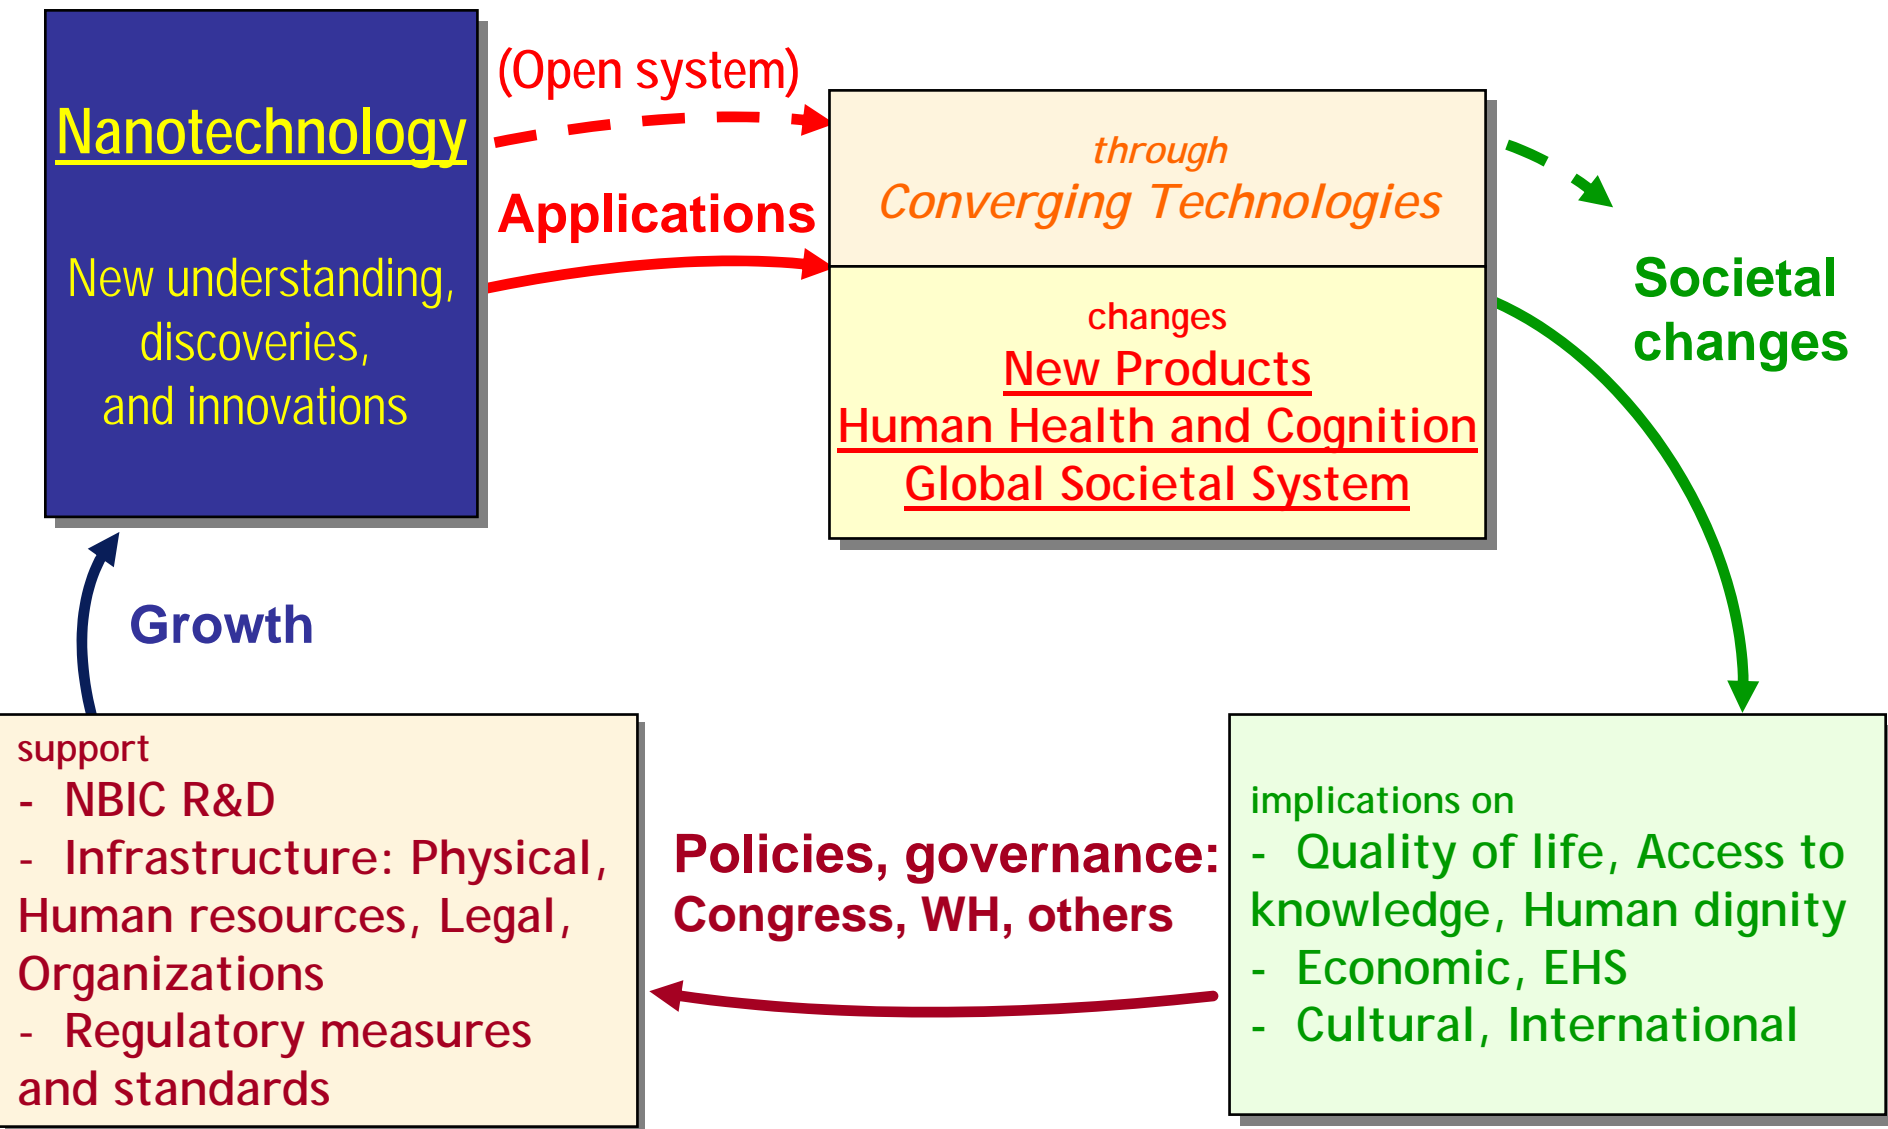 Nanotechnology
New understanding,
discoveries,
and innovations
(Open system)
Applications
through
Converging Technologies
changes
New Products
Human Health and Cognition
Global Societal System
Societal
changes
Growth
support
- NBIC R&D
- Infrastructure: Physical,
Human resources, Legal,
Organizations
- Regulatory measures
and standards
Policies, governance:
Congress, WH, others
implications on
- Quality of life, Access to
knowledge, Human dignity
- Economic, EHS
- Cultural, International